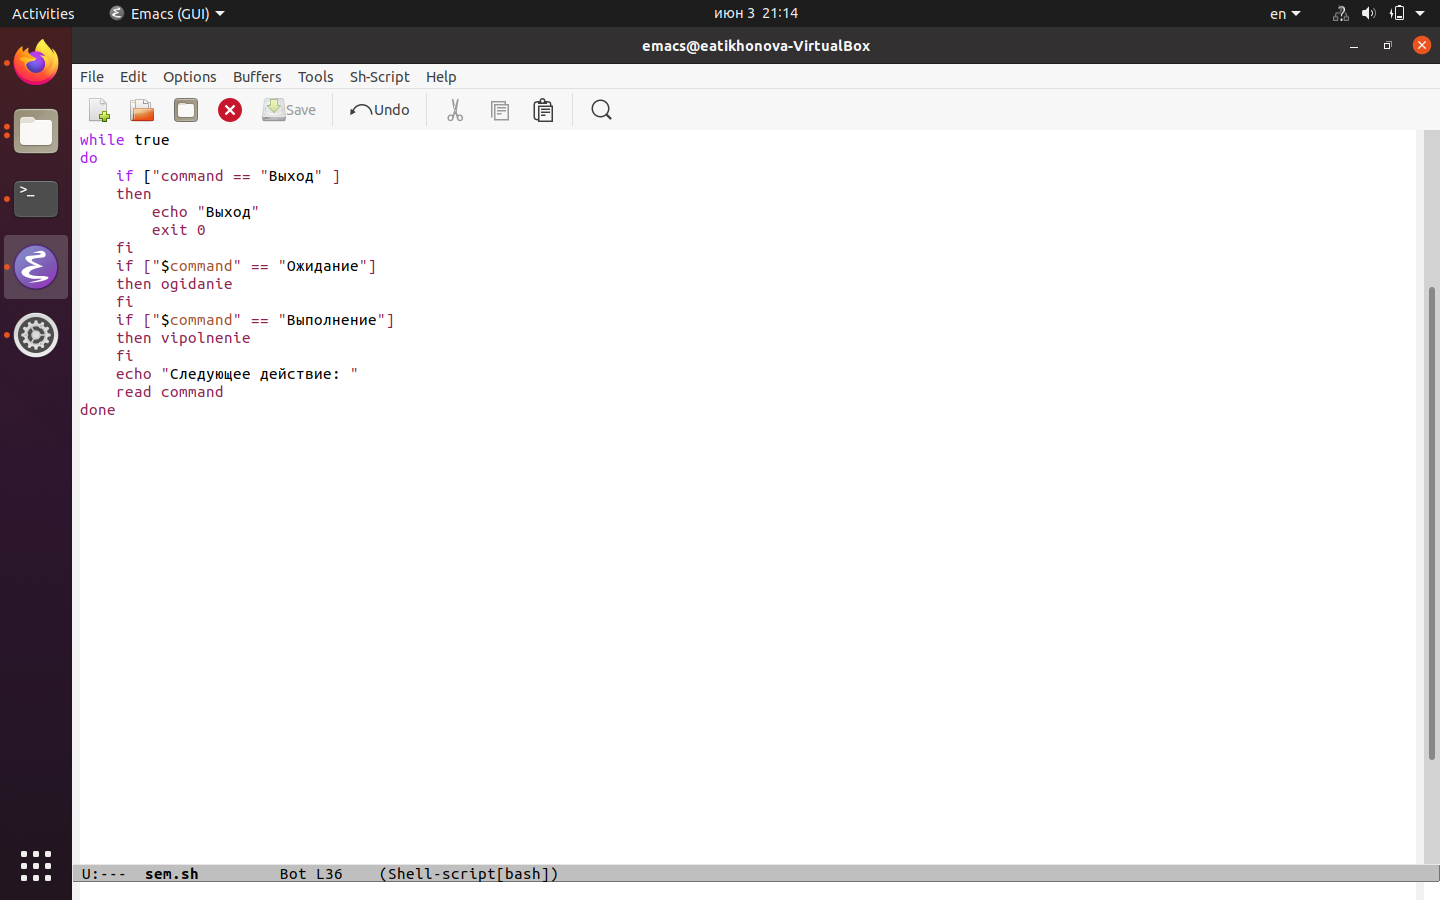 Activities Emacs (GUI) июн 3 21:14 en
emacs@eatikhonova-VirtualBox
File Edit Options Buffers Tools Sh-Script Help
Save Undo
while true
do
    if ["command == "Выход" ]
    then
        echo "Выход"
        exit 0
    fi
    if ["$command" == "Ожидание"]
    then ogidanie
    fi
    if ["$command" == "Выполнение"]
    then vipolnenie
    fi
    echo "Следующее действие: "
    read command
done
U:--- sem.sh Bot L36 (Shell-script[bash])